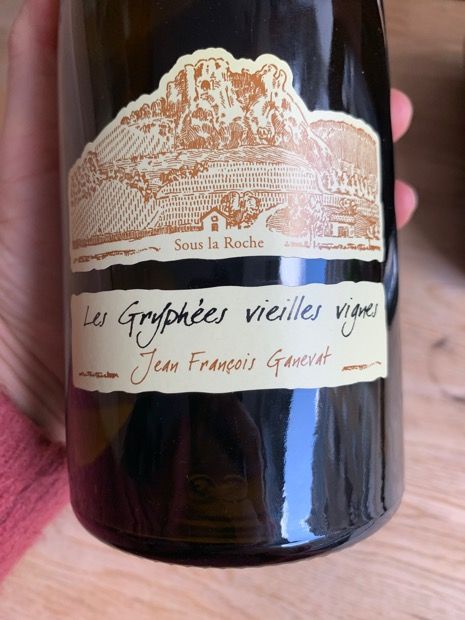 Sous la Roche
Les Gryphées vieilles vignes
Jean François Ganevat